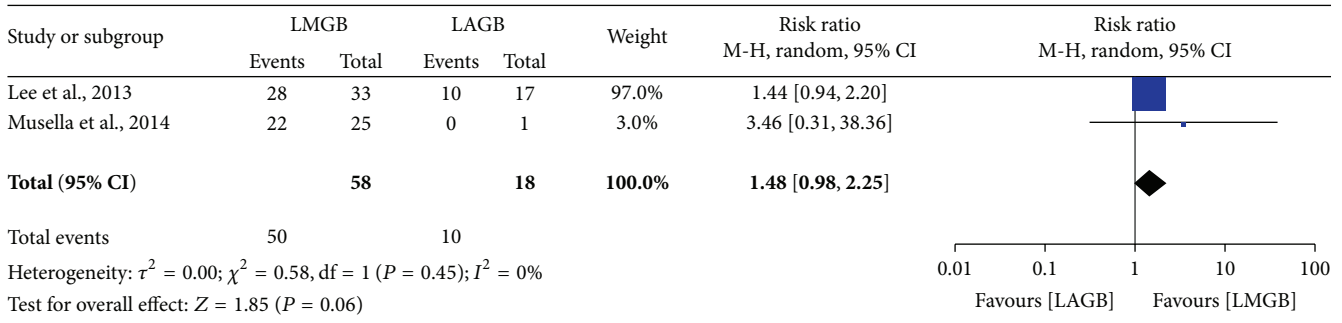 Study or subgroup LMGB LAGB Weight Risk ratio Risk ratio
Events Total Events Total M-H, random, 95% CI M-H, random, 95% CI
Lee et al., 2013 28 33 10 17 97.0% 1.44 [0.94, 2.20]
Musella et al., 2014 22 25 0 1 3.0% 3.46 [0.31, 38.36]
Total (95% CI) 58 18 100.0% 1.48 [0.98, 2.25]
Total events 50 10
Heterogeneity: τ² = 0.00; χ² = 0.58, df = 1 (P = 0.45); I² = 0%
Test for overall effect: Z = 1.85 (P = 0.06)
0.01 0.1 1 10 100
Favours [LAGB] Favours [LMGB]